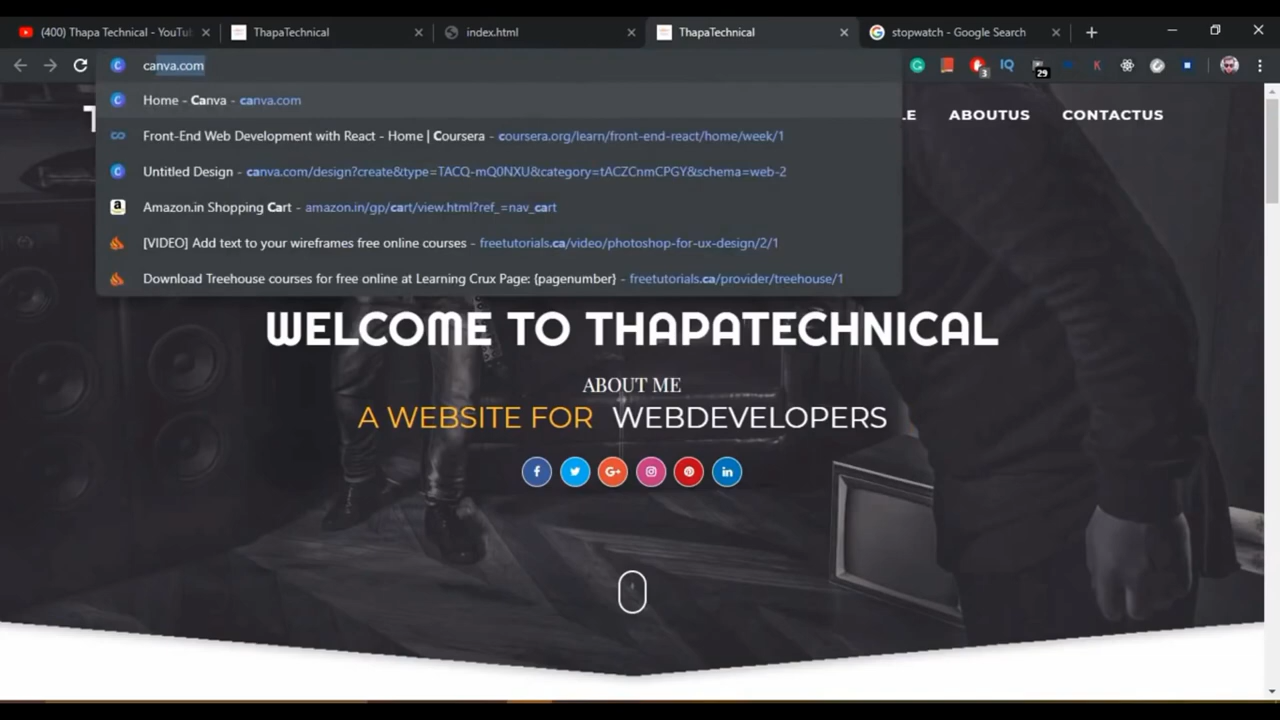 (400) Thapa Technical - YouTub
ThapaTechnical
index.html
ThapaTechnical
stopwatch - Google Search
canva.com
3
IQ
29
K
Home - Canva - canva.com
LE ABOUTUS CONTACTUS
Front-End Web Development with React - Home | Coursera - coursera.org/learn/front-end-react/home/week/1
Untitled Design - canva.com/design?create&type=TACQ-mQ0NXU&category=tACZCnmCPGY&schema=web-2
Amazon.in Shopping Cart - amazon.in/gp/cart/view.html?ref_=nav_cart
[VIDEO] Add text to your wireframes free online courses - freetutorials.ca/video/photoshop-for-ux-design/2/1
Download Treehouse courses for free online at Learning Crux Page: {pagenumber} - freetutorials.ca/provider/treehouse/1
WELCOME TO THAPATECHNICAL
ABOUT ME
A WEBSITE FOR WEBDEVELOPERS